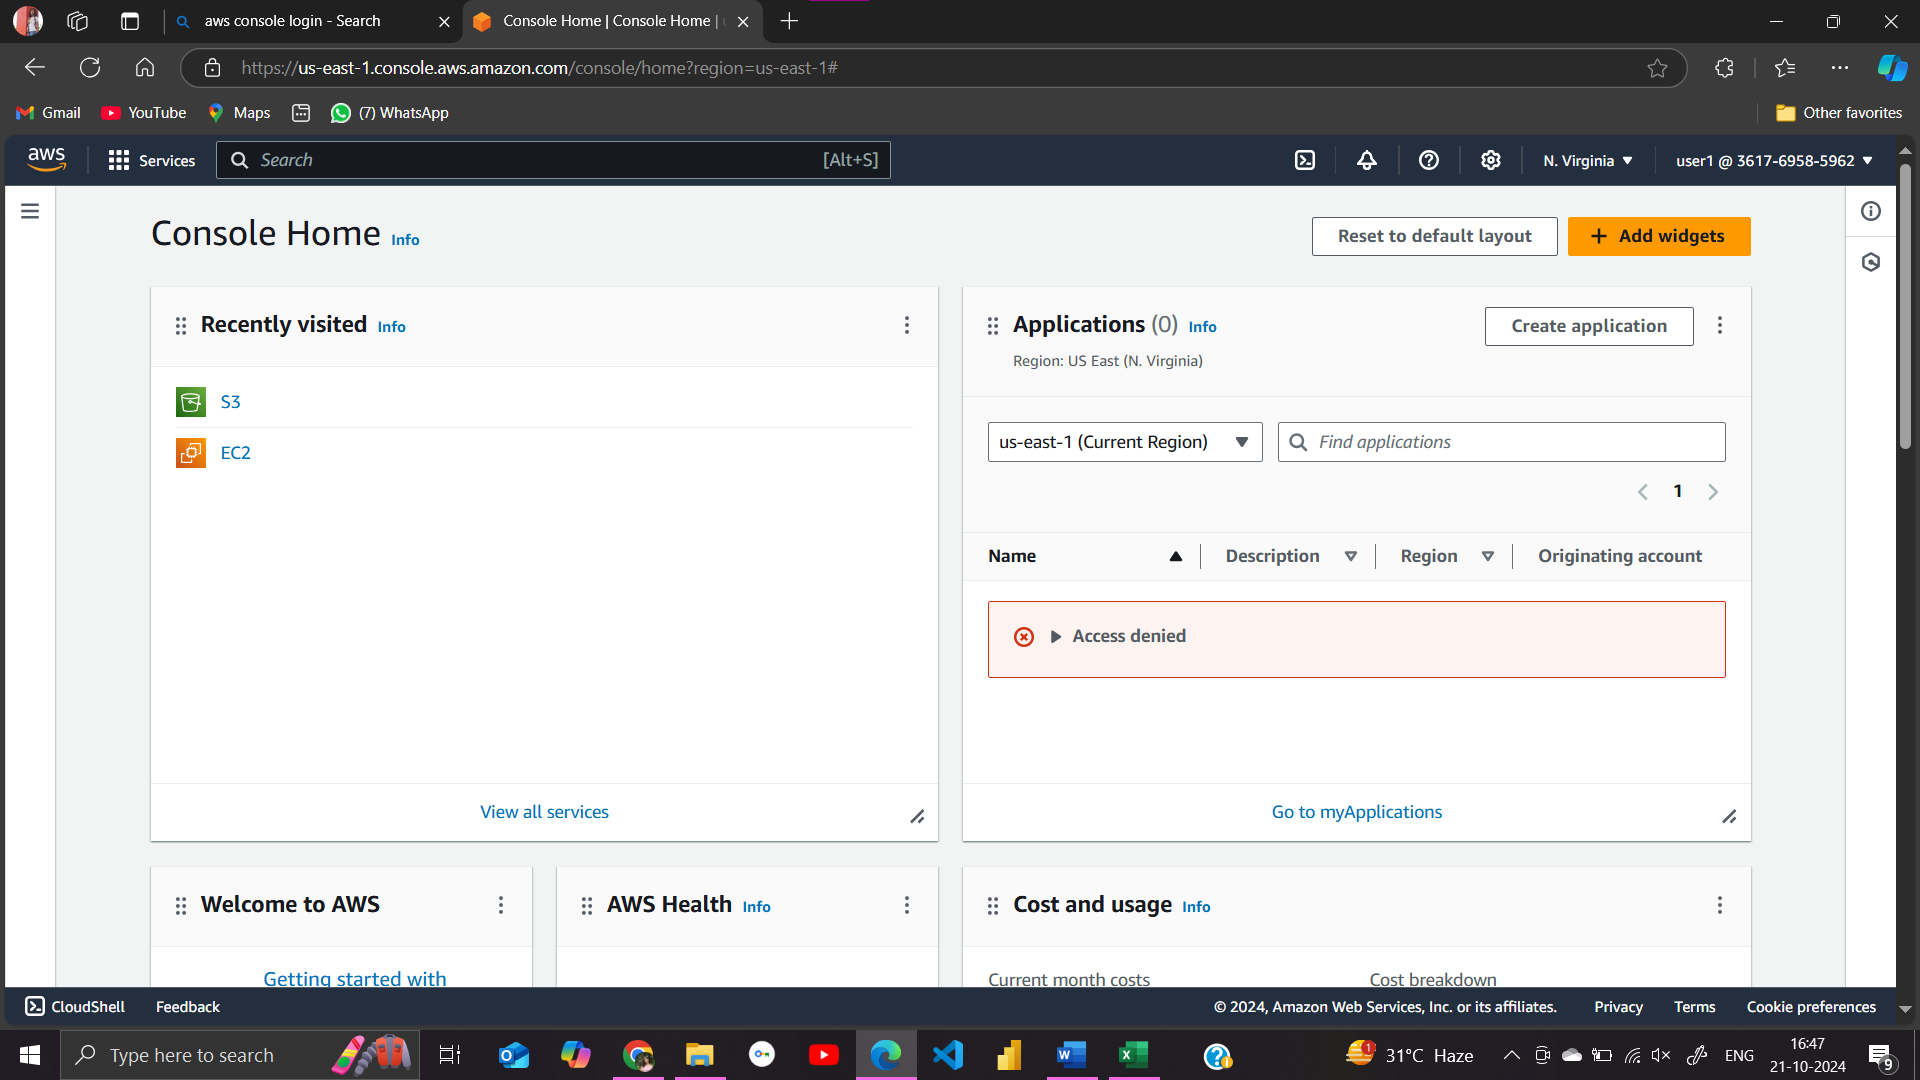 aws console login - Search
Console Home | Console Home |
https://us-east-1.console.aws.amazon.com/console/home?region=us-east-1#
Gmail
YouTube
Maps
(7) WhatsApp
Other favorites
aws
Services
Search
[Alt+S]
N. Virginia
user1 @ 3617-6958-5962
Console Home Info
Reset to default layout
Add widgets
Recently visited Info
S3
EC2
View all services
Applications (0) Info
Region: US East (N. Virginia)
Create application
us-east-1 (Current Region)
Find applications
1
Name
Description
Region
Originating account
Access denied
Go to myApplications
Welcome to AWS
Getting started with
AWS Health Info
Cost and usage Info
Current month costs
Cost breakdown
CloudShell
Feedback
© 2024, Amazon Web Services, Inc. or its affiliates.
Privacy
Terms
Cookie preferences
Type here to search
1
31°C Haze
ENG
16:47
21-10-2024
9